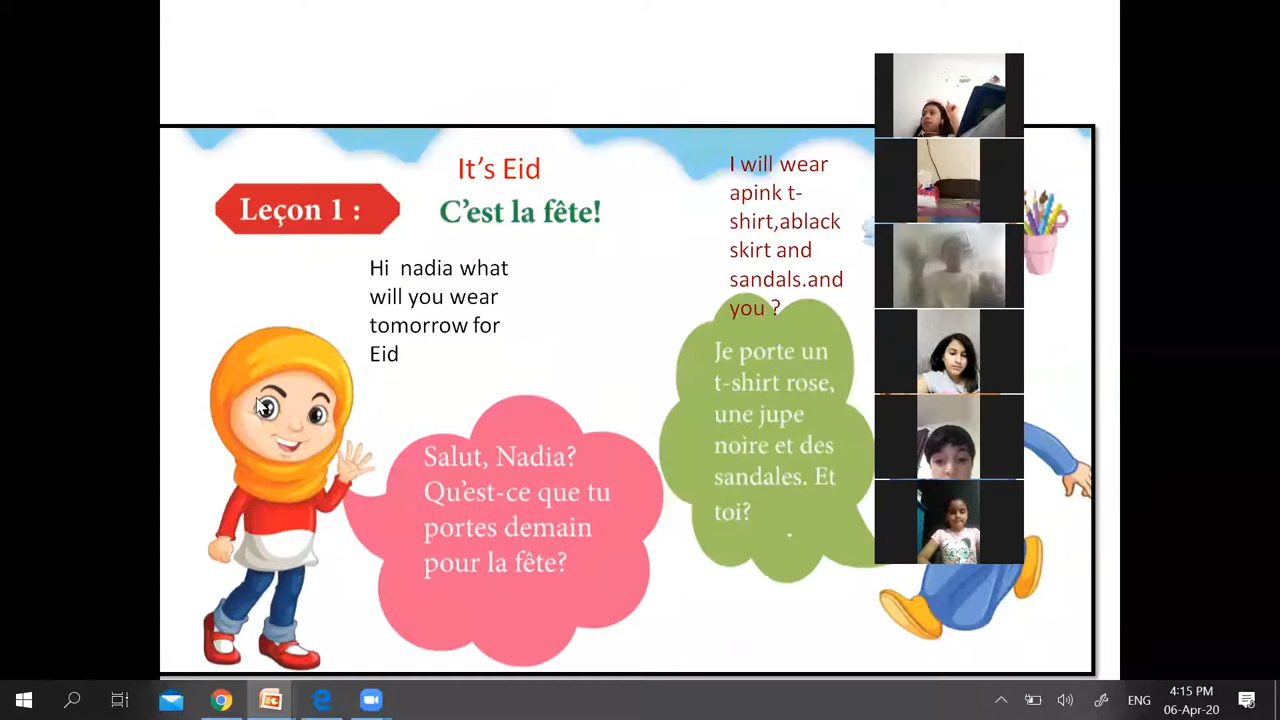 It's Eid
Leçon 1 :
C'est la fête!
Hi nadia what
will you wear
tomorrow for
Eid
I will wear
apink t-
shirt,ablack
skirt and
sandals.and
you ?
Salut, Nadia?
Qu'est-ce que tu
portes demain
pour la fête?
Je porte un
t-shirt rose,
une jupe
noire et des
sandales. Et
toi?
.
ENG
4:15 PM
06-Apr-20